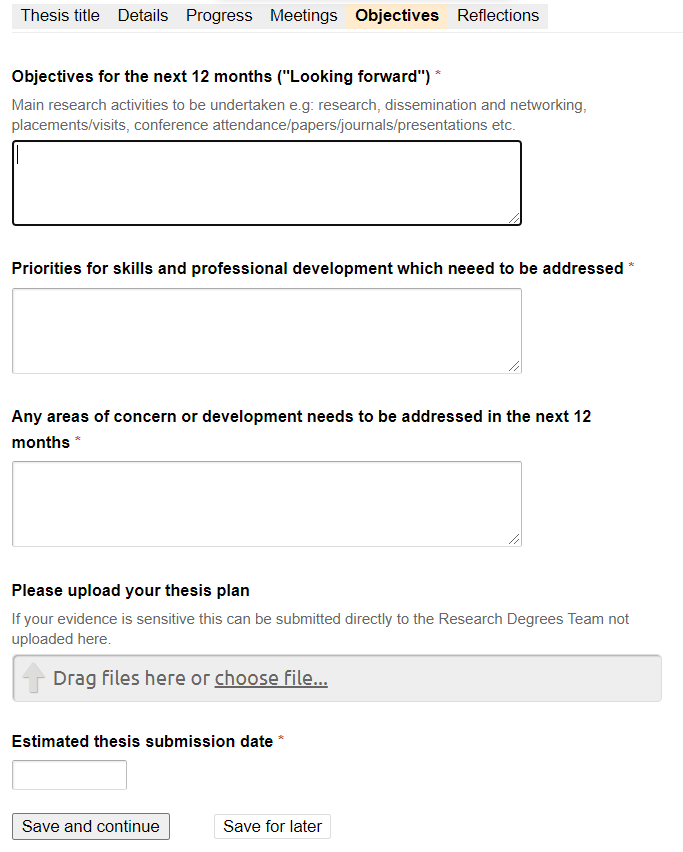 Thesis title Details Progress Meetings Objectives Reflections
Objectives for the next 12 months ("Looking forward") *
Main research activities to be undertaken e.g: research, dissemination and networking,
placements/visits, conference attendance/papers/journals/presentations etc.
Priorities for skills and professional development which neeed to be addressed *
Any areas of concern or development needs to be addressed in the next 12
months *
Please upload your thesis plan
If your evidence is sensitive this can be submitted directly to the Research Degrees Team not
uploaded here.
Drag files here or choose file...
Estimated thesis submission date *
Save and continue Save for later